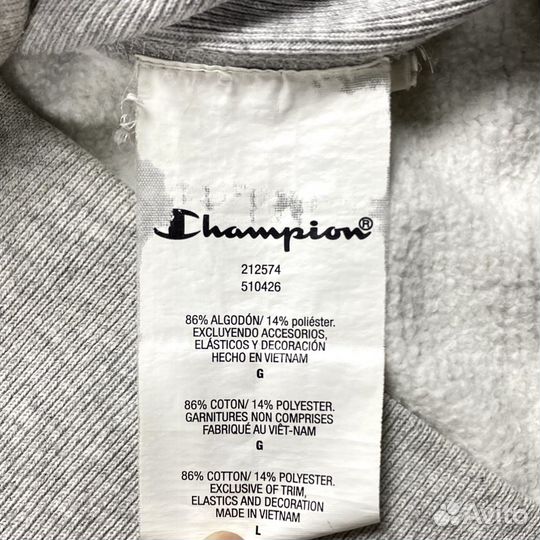 Champion®
212574
510426
86% ALGODÓN/ 14% poliéster.
EXCLUYENDO ACCESORIOS,
ELÁSTICOS Y DECORACIÓN
HECHO EN VIETNAM
G
86% COTON/ 14% POLYESTER.
GARNITURES NON COMPRISES
FABRIQUÉ AU VIÊT-NAM
G
86% COTTON/ 14% POLYESTER.
EXCLUSIVE OF TRIM,
ELASTICS AND DECORATION
MADE IN VIETNAM
L
Avito